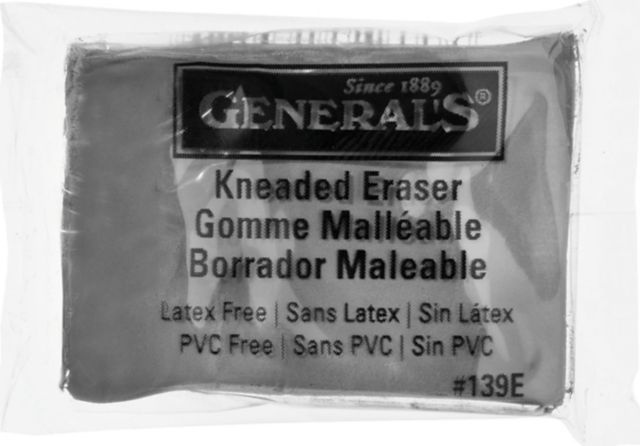 Since 1889
GENERAL'S®
Kneaded Eraser
Gomme Malléable
Borrador Maleable
Latex Free | Sans Latex | Sin Látex
PVC Free | Sans PVC | Sin PVC
#139E